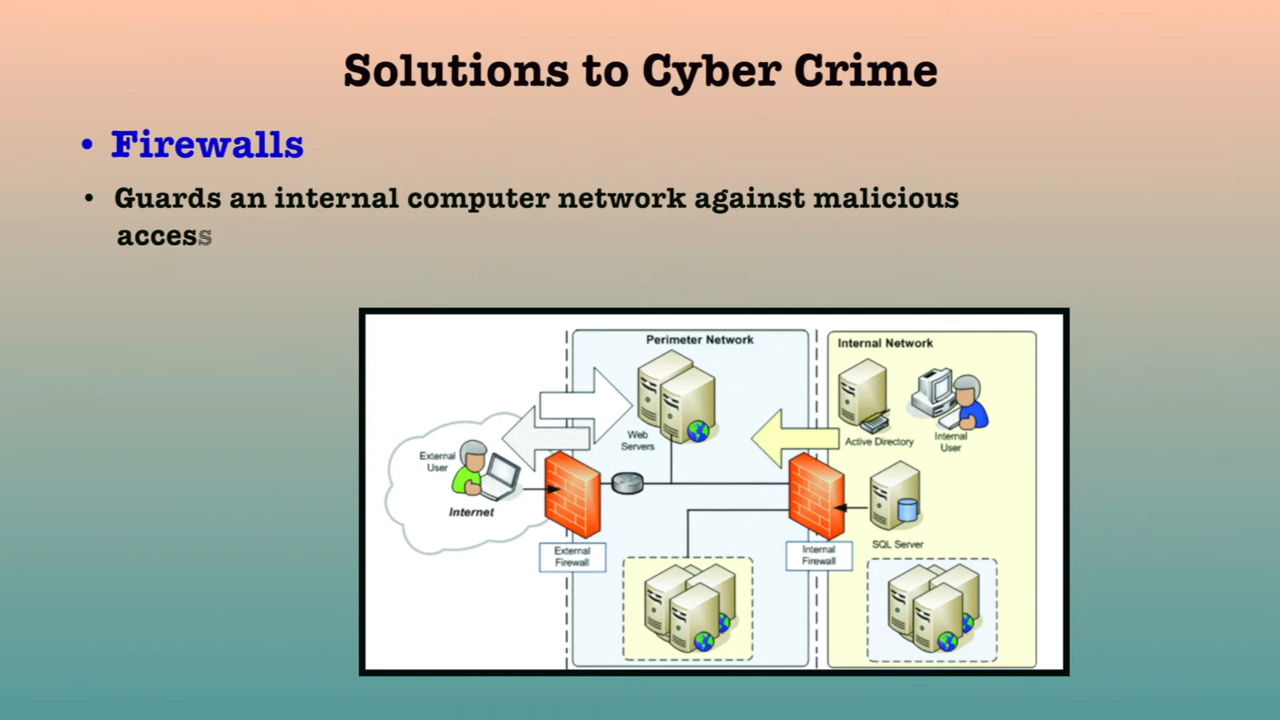 Solutions to Cyber Crime
• Firewalls
• Guards an internal computer network against malicious
access
Perimeter Network
Internal Network
Web
Servers
Active Directory
Internal
User
External
User
Internet
SQL Server
External
Firewall
Internal
Firewall